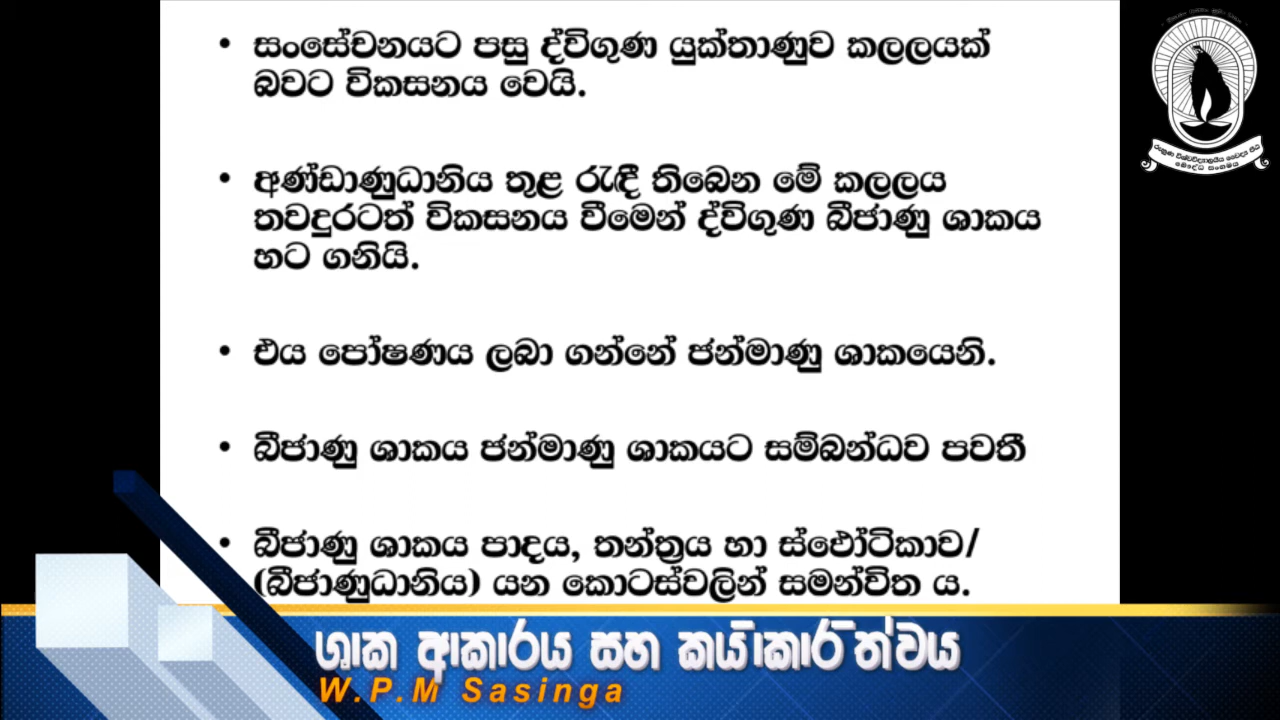 • සංසේචනයට පසු ද්විගුණ යුක්තාණුව කලලයක්
බවට විකසනය වෙයි.
• අණ්ඩාණුධානිය තුළ රැඳී තිබෙන මේ කලලය
තවදුරටත් විකසනය වීමෙන් ද්විගුණ බීජාණු ශාකය
හට ගනියි.
• එය පෝෂණය ලබා ගන්නේ ජන්මාණු ශාකයෙනි.
• බීජාණු ශාකය ජන්මාණු ශාකයට සම්බන්ධව පවතී
• බීජාණු ශාකය පාදය, තන්ත්‍රය හා ස්ඵෝටිකාව/
(බීජාණුධානිය) යන කොටස්වලින් සමන්විත ය.
ශාක ආකාරය සහ
W.P.M Sasinga